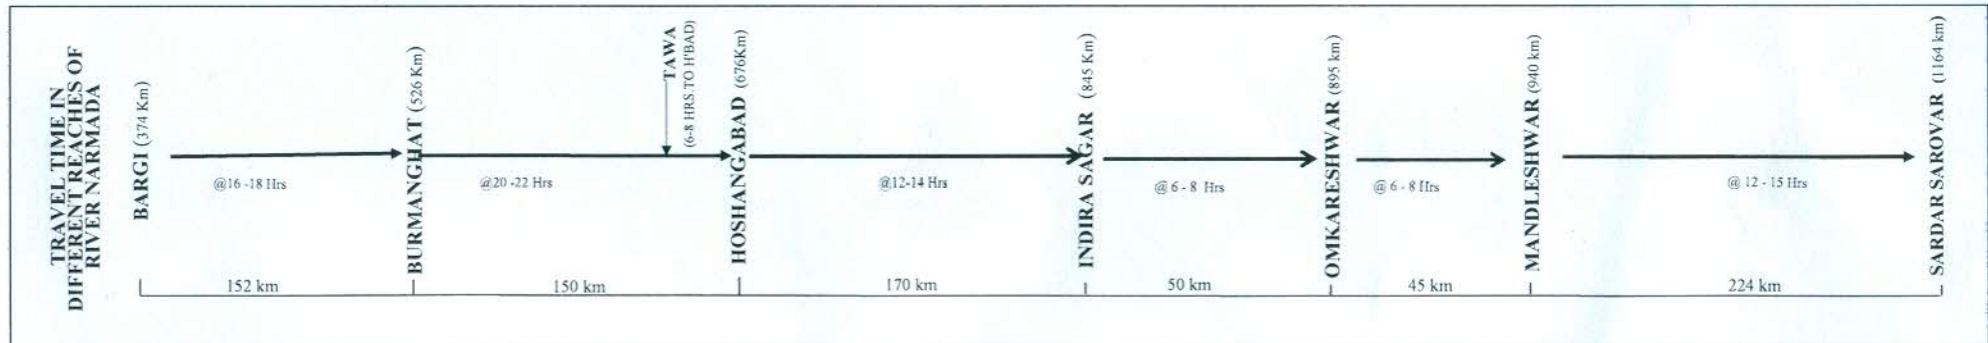 TRAVEL TIME IN
DIFFERENT REACHES OF
RIVER NARMADA
BARGI (374 Km)
@16 -18 Hrs
BURMANGHAT (526 Km)
@20 -22 Hrs
TAWA
(6-8 HRS.TO H'BAD)
HOSHANGABAD (676Km)
@12-14 Hrs
INDIRA SAGAR (845 Km)
@ 6 - 8 Hrs
OMKARESHWAR (895 km)
@ 6 - 8 Hrs
MANDLESHWAR (940 km)
@ 12 - 15 Hrs
SARDAR SAROVAR (1164 km)
152 km
150 km
170 km
50 km
45 km
224 km